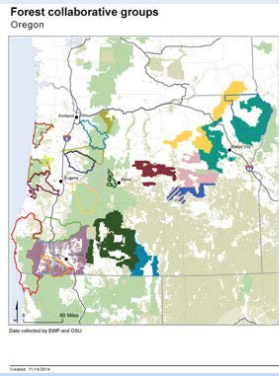 Forest collaborative groups
Oregon
Portland
Baker City
Eugene
60 Miles
Data collected by EWP and OSU
Created: 11/14/2014